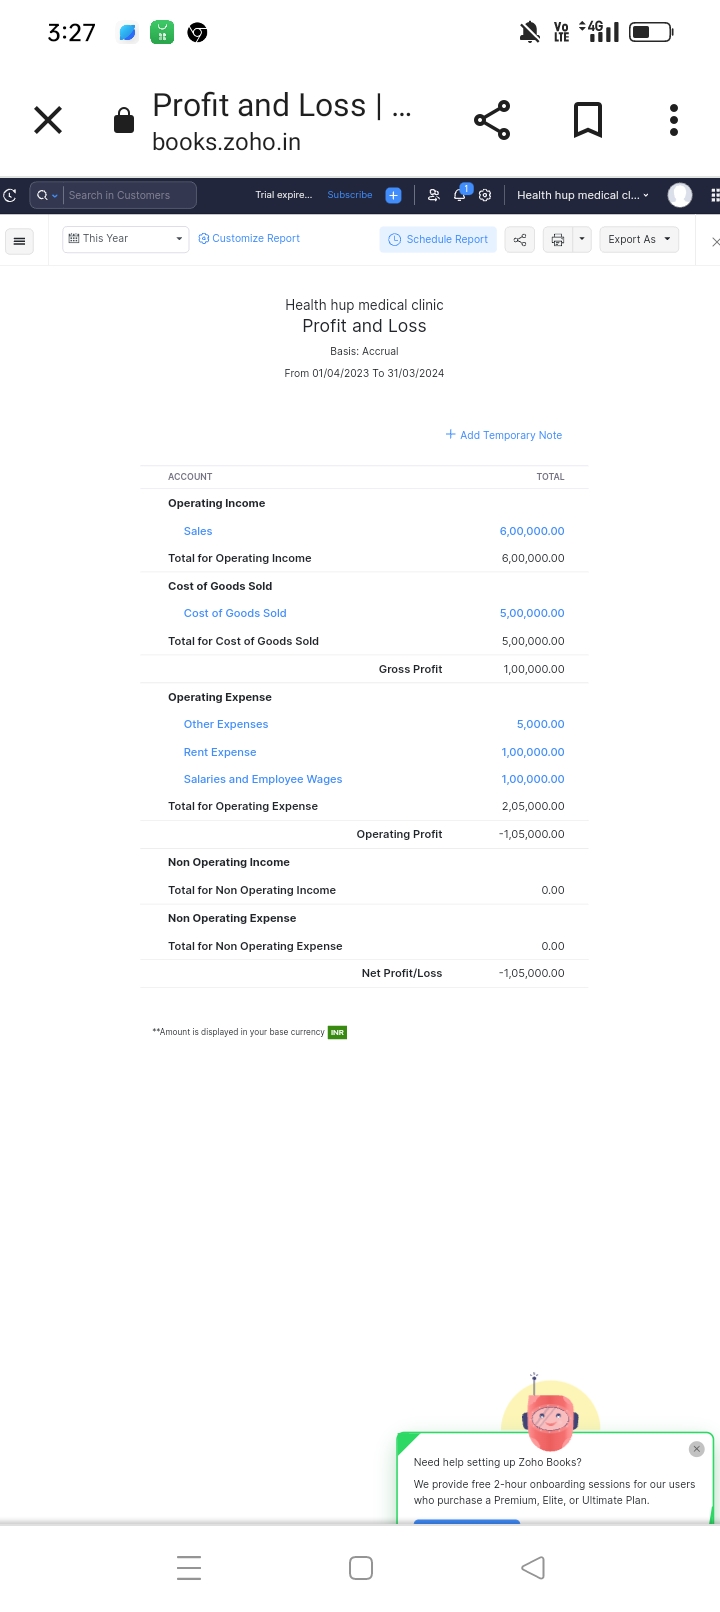 3:27
Vo LTE 4G
Profit and Loss | ...
books.zoho.in
Search in Customers Trial expire... Subscribe 1 Health hup medical cl...
This Year Customize Report Schedule Report Export As
Health hup medical clinic
Profit and Loss
Basis: Accrual
From 01/04/2023 To 31/03/2024
+ Add Temporary Note
ACCOUNT TOTAL
Operating Income
Sales 6,00,000.00
Total for Operating Income 6,00,000.00
Cost of Goods Sold
Cost of Goods Sold 5,00,000.00
Total for Cost of Goods Sold 5,00,000.00
Gross Profit 1,00,000.00
Operating Expense
Other Expenses 5,000.00
Rent Expense 1,00,000.00
Salaries and Employee Wages 1,00,000.00
Total for Operating Expense 2,05,000.00
Operating Profit -1,05,000.00
Non Operating Income
Total for Non Operating Income 0.00
Non Operating Expense
Total for Non Operating Expense 0.00
Net Profit/Loss -1,05,000.00
**Amount is displayed in your base currency INR
Need help setting up Zoho Books?
We provide free 2-hour onboarding sessions for our users
who purchase a Premium, Elite, or Ultimate Plan.